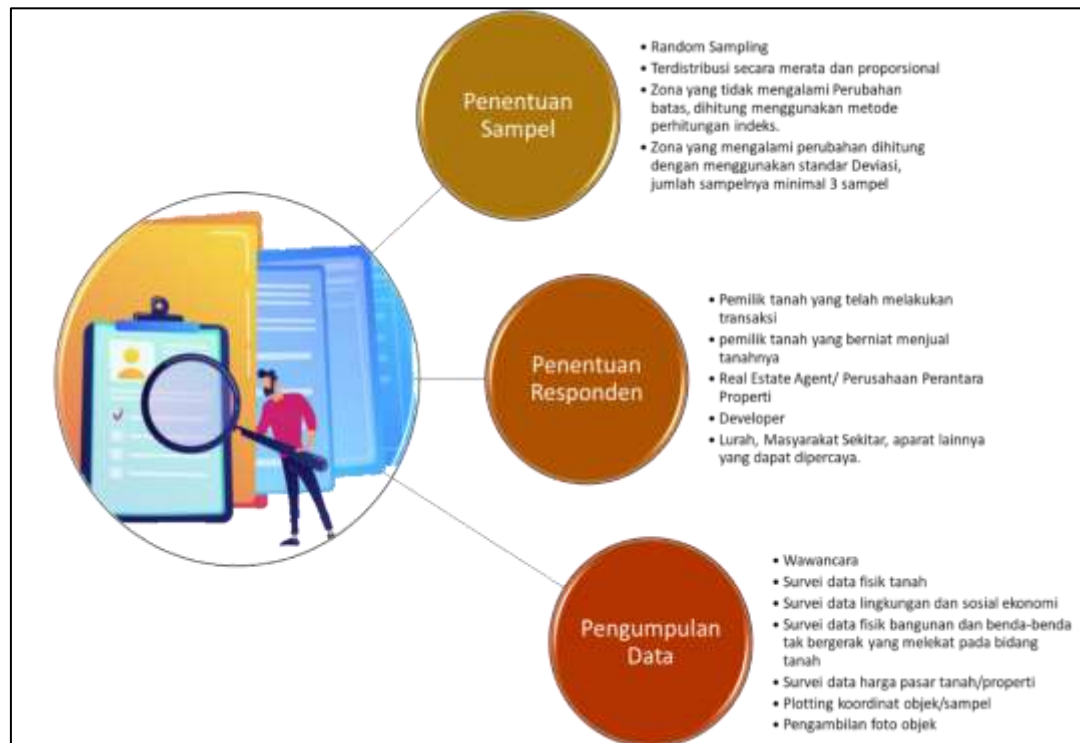 Penentuan
Sampel
• Random Sampling
• Terdistribusi secara merata dan proporsional
• Zona yang tidak mengalami Perubahan
batas, dihitung menggunakan metode
perhitungan indeks.
• Zona yang mengalami perubahan dihitung
dengan menggunakan standar Deviasi,
jumlah sampelnya minimal 3 sampel
Penentuan
Responden
• Pemilik tanah yang telah melakukan
transaksi
• pemilik tanah yang berniat menjual
tanahnya
• Real Estate Agent/ Perusahaan Perantara
Properti
• Developer
• Lurah, Masyarakat Sekitar, aparat lainnya
yang dapat dipercaya.
Pengumpulan
Data
• Wawancara
• Survei data fisik tanah
• Survei data lingkungan dan sosial ekonomi
• Survei data fisik bangunan dan benda-benda
tak bergerak yang melekat pada bidang
tanah
• Survei data harga pasar tanah/properti
• Plotting koordinat objek/sampel
• Pengambilan foto objek